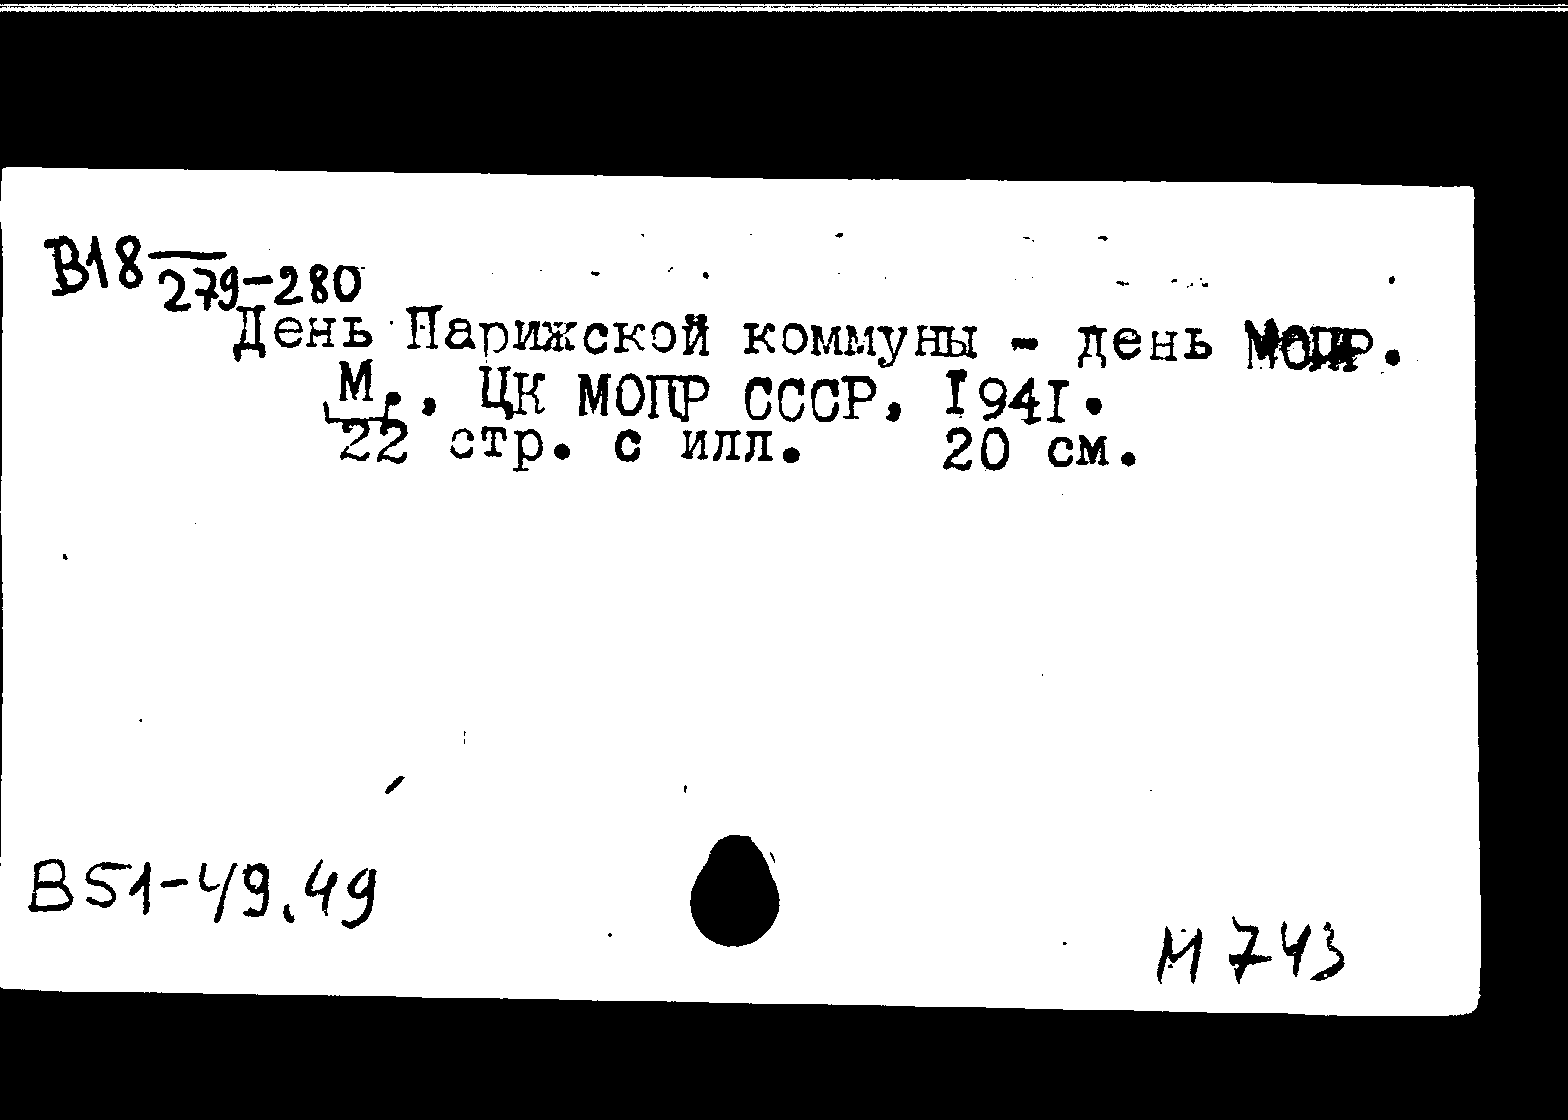 В18 279-280
День Парижской коммуны - день МОПР.
М., ЦК МОПР СССР, 1941.
22 стр. с илл. 20 см.
В51-49.49
М 743